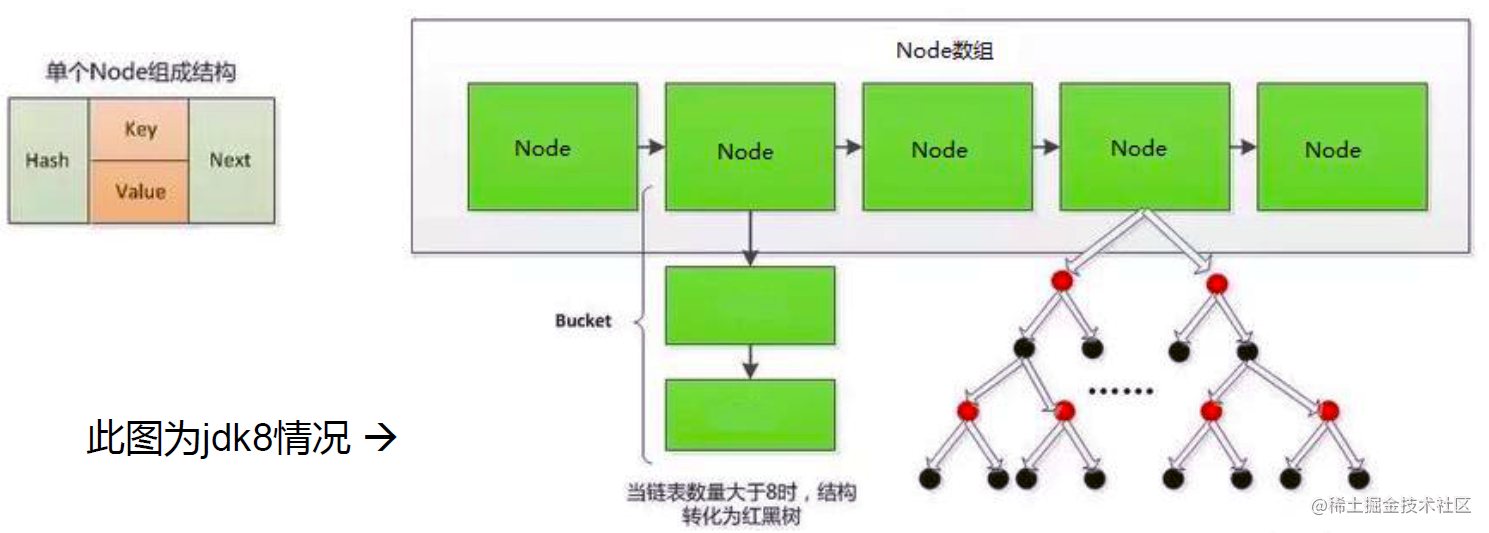 单个Node组成结构
Hash
Key
Value
Next
Node数组
Node
Node
Node
Node
Node
Bucket
此图为jdk8情况 →
当链表数量大于8时，结构
转化为红黑树
······
@稀土掘金技术社区